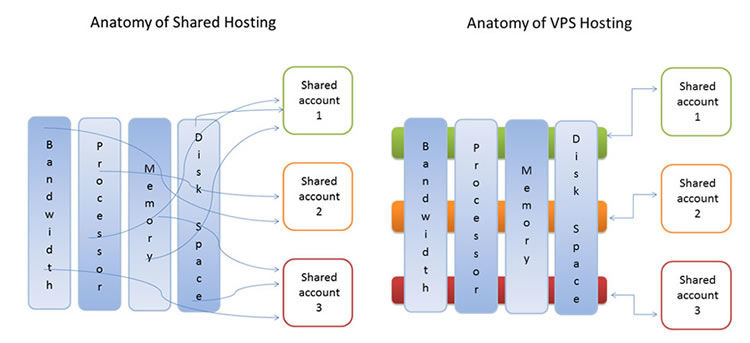 Anatomy of Shared Hosting
Bandwidth
Processor
Memory
Disk Space
Shared
account
1
Shared
account
2
Shared
account
3
Anatomy of VPS Hosting
Bandwidth
Processor
Memory
Disk Space
Shared
account
1
Shared
account
2
Shared
account
3